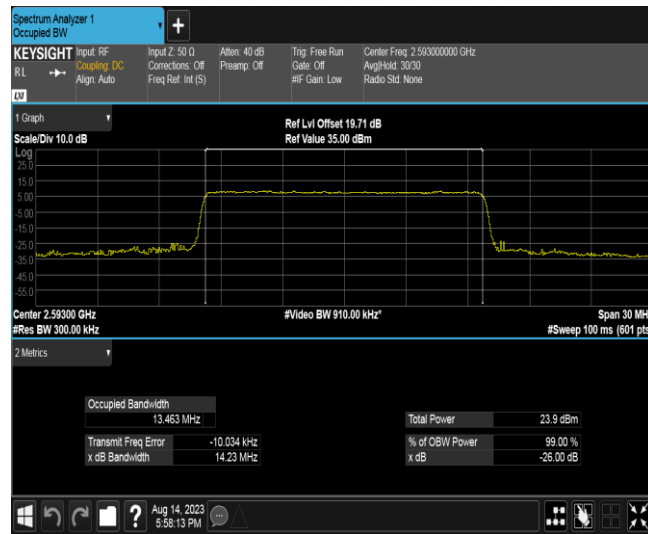 Spectrum Analyzer 1
Occupied BW
+
KEYSIGHT
RL
LXI
Input: RF
Coupling: DC
Align: Auto
Input Z: 50 Ω
Corrections: Off
Freq Ref: Int (S)
Atten: 40 dB
Preamp: Off
Trig: Free Run
Gate: Off
#IF Gain: Low
Center Freq: 2.593000000 GHz
Avg|Hold: 30/30
Radio Std: None
1 Graph
Scale/Div 10.0 dB
Ref Lvl Offset 19.71 dB
Ref Value 35.00 dBm
Log
25.0
15.0
5.00
-5.00
-15.0
-25.0
-35.0
-45.0
-55.0
Center 2.59300 GHz
#Res BW 300.00 kHz
#Video BW 910.00 kHz*
Span 30 MH
#Sweep 100 ms (601 pts
2 Metrics
Occupied Bandwidth
13.463 MHz
Transmit Freq Error -10.034 kHz
x dB Bandwidth 14.23 MHz
Total Power 23.9 dBm
% of OBW Power 99.00 %
x dB -26.00 dB
?
Aug 14, 2023
5:58:13 PM